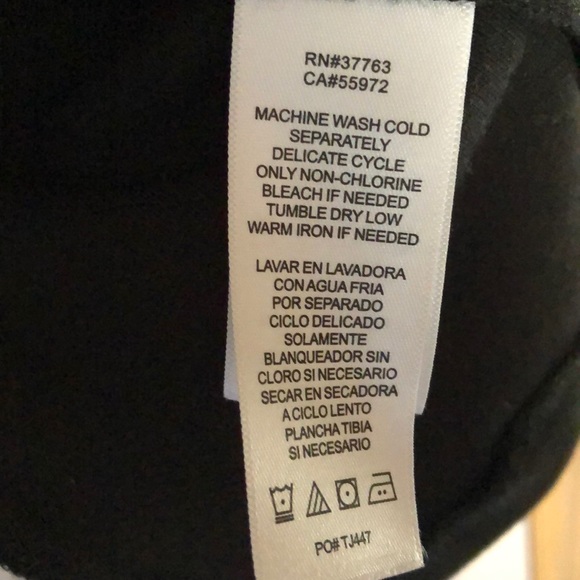 RN#37763
CA#55972
MACHINE WASH COLD
SEPARATELY
DELICATE CYCLE
ONLY NON-CHLORINE
BLEACH IF NEEDED
TUMBLE DRY LOW
WARM IRON IF NEEDED
LAVAR EN LAVADORA
CON AGUA FRIA
POR SEPARADO
CICLO DELICADO
SOLAMENTE
BLANQUEADOR SIN
CLORO SI NECESARIO
SECAR EN SECADORA
A CICLO LENTO
PLANCHA TIBIA
SI NECESARIO
PO# TJ447